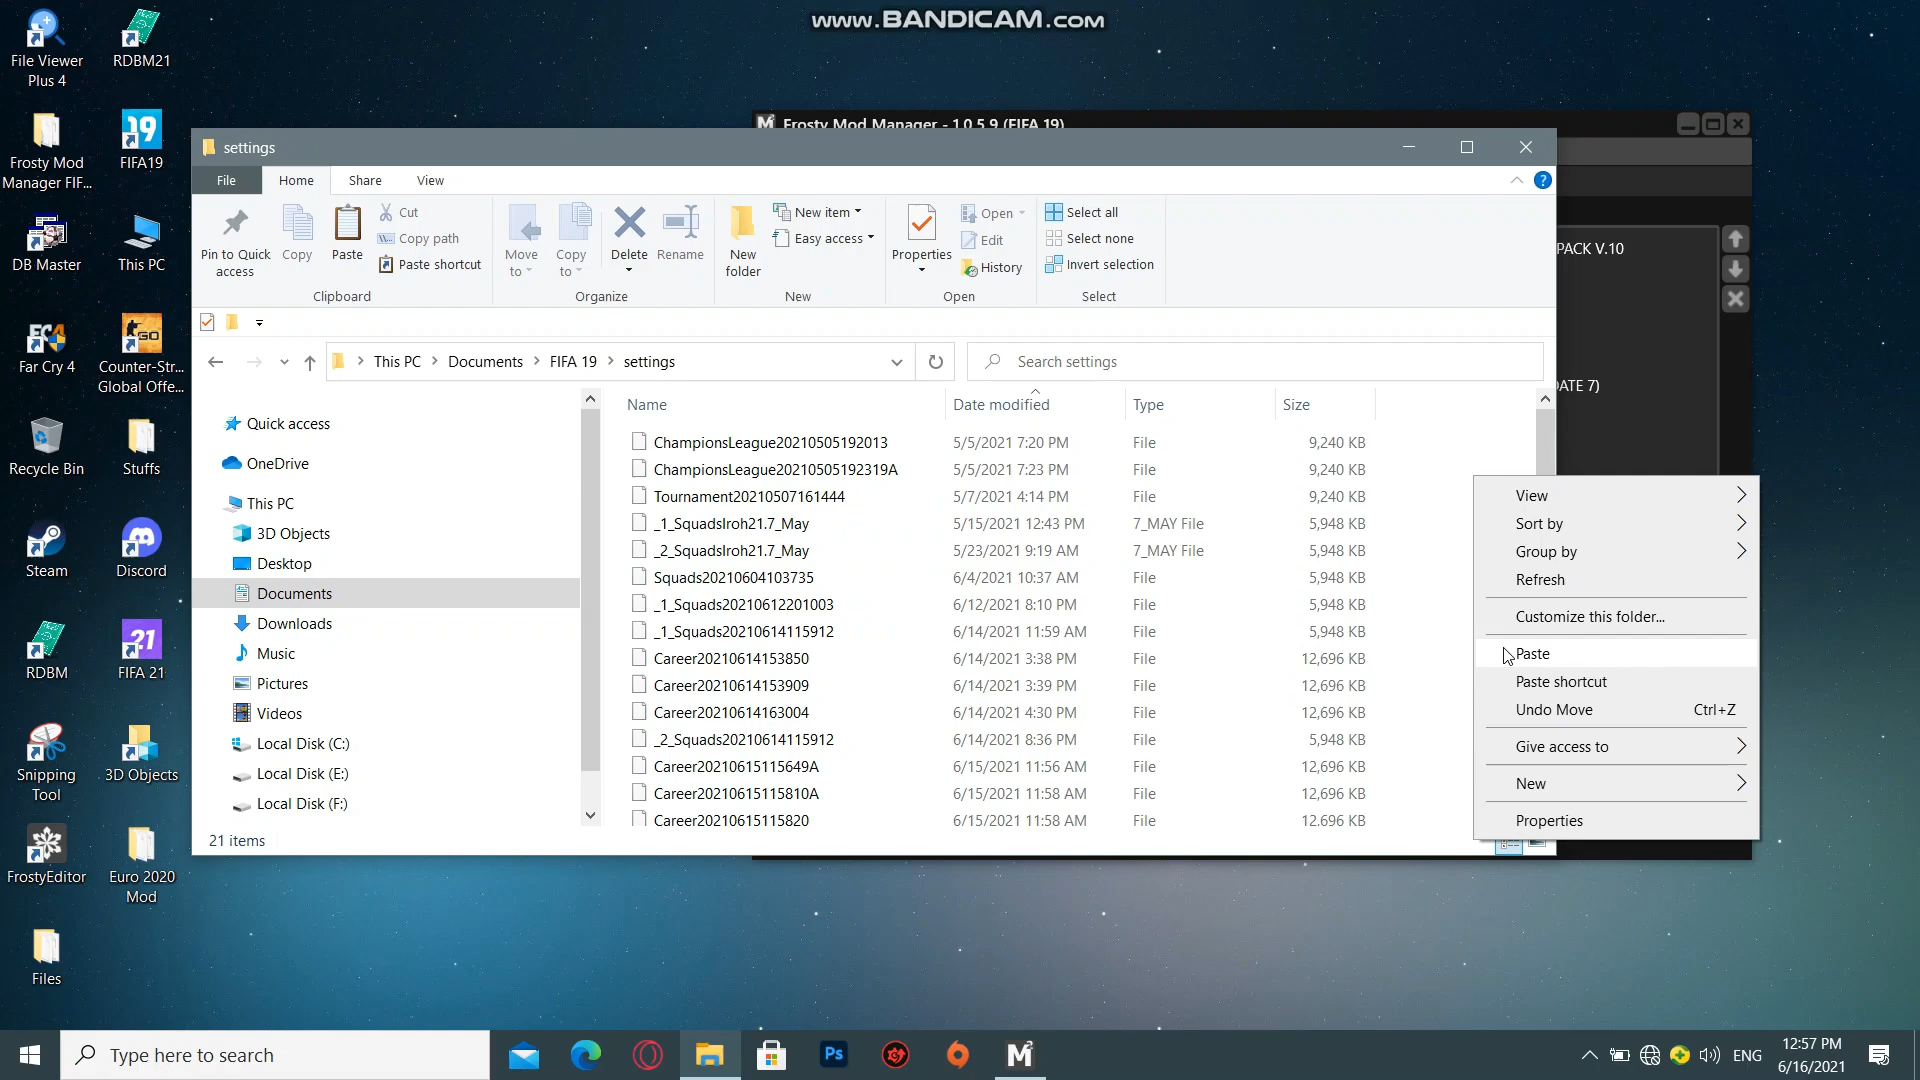 www.BANDICAM.com
File Viewer
Plus 4
RDBM21
Frosty Mod
Manager FIF...
19
FIFA19
DB Master
This PC
FC4
Far Cry 4
GO
Counter-Str...
Global Offe...
Recycle Bin
Stuffs
Steam
Discord
RDBM
21
FIFA 21
Snipping
Tool
3D Objects
FrostyEditor
Euro 2020
Mod
Files
Frosty Mod Manager - 1.0.5.9 (FIFA 19)
PACK V.10
DATE 7)
settings
File
Home
Share
View
Pin to Quick
access
Copy
Paste
Cut
Copy path
Paste shortcut
Clipboard
Move
to
Copy
to
Delete
Rename
Organize
New
folder
New item
Easy access
New
Properties
Open
Edit
History
Open
Select all
Select none
Invert selection
Select
This PC > Documents > FIFA 19 > settings
Search settings
Quick access
OneDrive
This PC
3D Objects
Desktop
Documents
Downloads
Music
Pictures
Videos
Local Disk (C:)
Local Disk (E:)
Local Disk (F:)
21 items
Name Date modified Type Size
ChampionsLeague20210505192013 5/5/2021 7:20 PM File 9,240 KB
ChampionsLeague20210505192319A 5/5/2021 7:23 PM File 9,240 KB
Tournament20210507161444 5/7/2021 4:14 PM File 9,240 KB
_1_SquadsIroh21.7_May 5/15/2021 12:43 PM 7_MAY File 5,948 KB
_2_SquadsIroh21.7_May 5/23/2021 9:19 AM 7_MAY File 5,948 KB
Squads20210604103735 6/4/2021 10:37 AM File 5,948 KB
_1_Squads20210612201003 6/12/2021 8:10 PM File 5,948 KB
_1_Squads20210614115912 6/14/2021 11:59 AM File 5,948 KB
Career20210614153850 6/14/2021 3:38 PM File 12,696 KB
Career20210614153909 6/14/2021 3:39 PM File 12,696 KB
Career20210614163004 6/14/2021 4:30 PM File 12,696 KB
_2_Squads20210614115912 6/14/2021 8:36 PM File 5,948 KB
Career20210615115649A 6/15/2021 11:56 AM File 12,696 KB
Career20210615115810A 6/15/2021 11:58 AM File 12,696 KB
Career20210615115820 6/15/2021 11:58 AM File 12,696 KB
View
Sort by
Group by
Refresh
Customize this folder...
Paste
Paste shortcut
Undo Move Ctrl+Z
Give access to
New
Properties
Type here to search
Ps
ENG
12:57 PM
6/16/2021